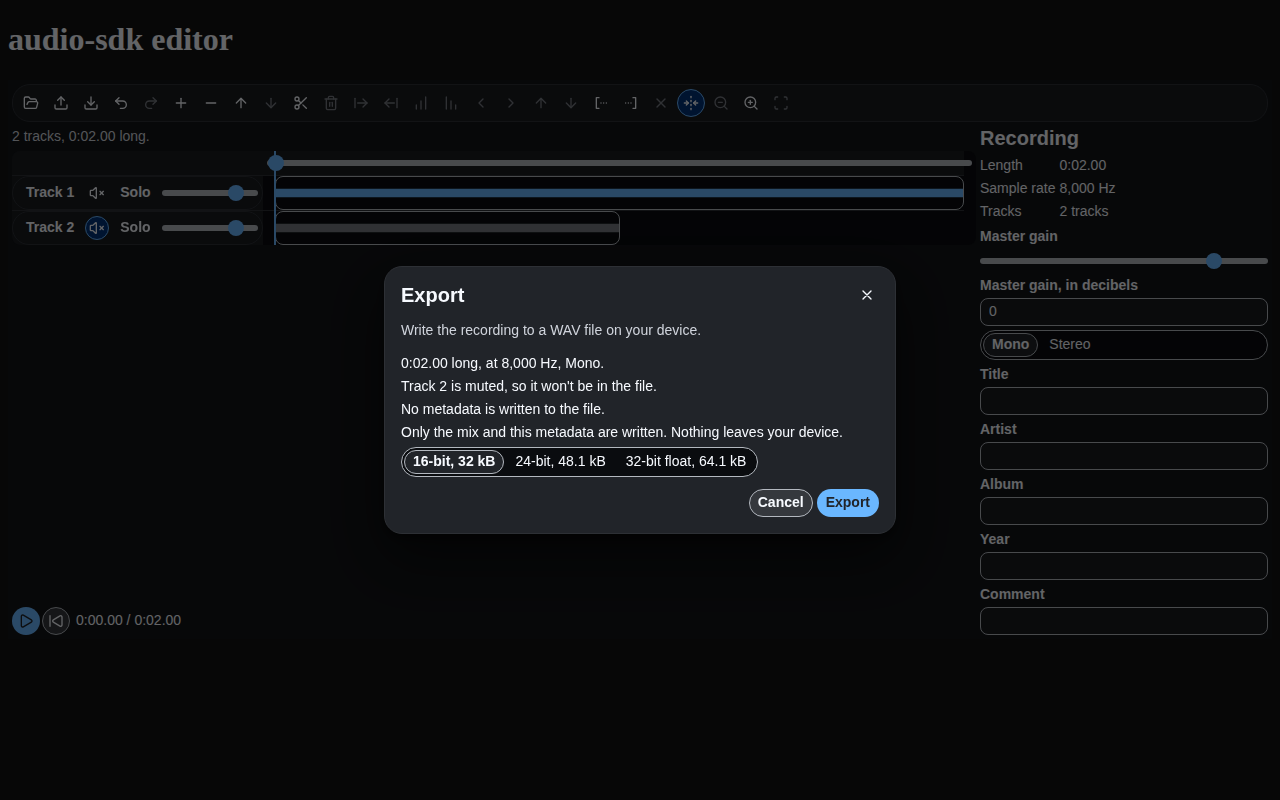 audio-sdk editor
2 tracks, 0:02.00 long.
Track 1
Solo
Track 2
Solo
Recording
Length 0:02.00
Sample rate 8,000 Hz
Tracks 2 tracks
Master gain
Master gain, in decibels
0
Mono Stereo
Title
Artist
Album
Year
Comment
Export
Write the recording to a WAV file on your device.
0:02.00 long, at 8,000 Hz, Mono.
Track 2 is muted, so it won't be in the file.
No metadata is written to the file.
Only the mix and this metadata are written. Nothing leaves your device.
16-bit, 32 kB 24-bit, 48.1 kB 32-bit float, 64.1 kB
Cancel Export
0:00.00 / 0:02.00